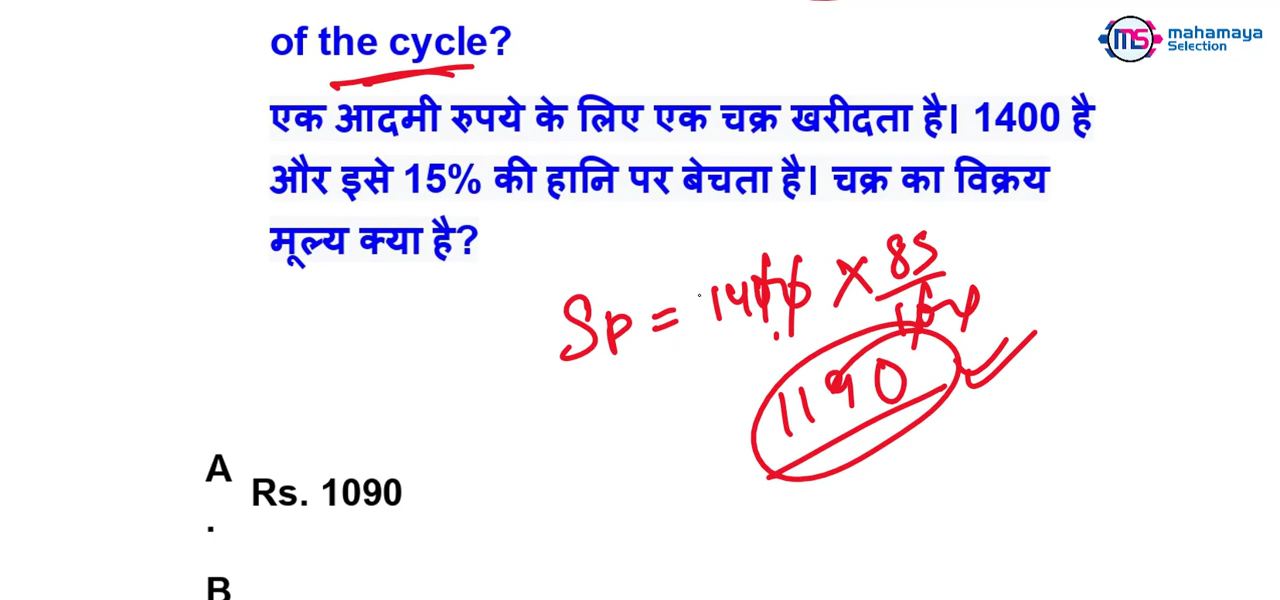 mahamaya
Selection
of the cycle?
एक आदमी रुपये के लिए एक चक्र खरीदता है। 1400 है
और इसे 15% की हानि पर बेचता है। चक्र का विक्रय
मूल्य क्या है?
Sp = 1400 × 85/100
1190
A
. Rs. 1090
B